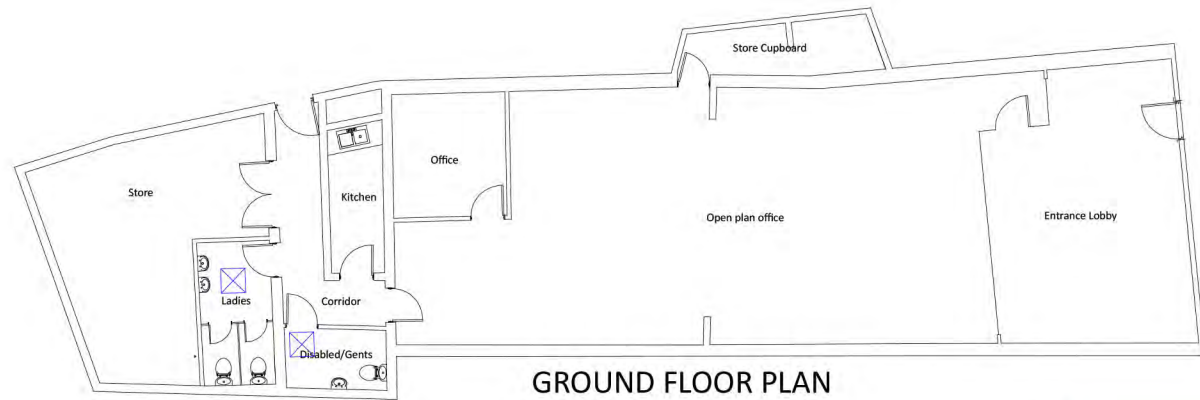 Store Cupboard
Office
Store
Kitchen
Open plan office
Entrance Lobby
Ladies
Corridor
Disabled/Gents
GROUND FLOOR PLAN